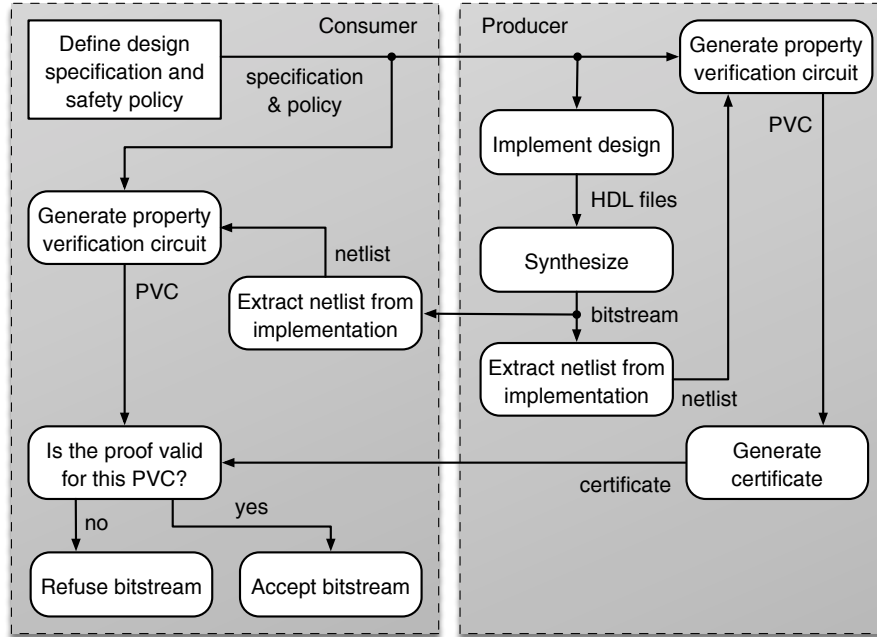 Consumer
Define design
specification and
safety policy
specification
& policy
Generate property
verification circuit
netlist
PVC
Extract netlist from
implementation
Is the proof valid
for this PVC?
no
yes
Refuse bitstream
Accept bitstream
Producer
Generate property
verification circuit
PVC
Implement design
HDL files
Synthesize
bitstream
Extract netlist from
implementation
netlist
Generate
certificate
certificate